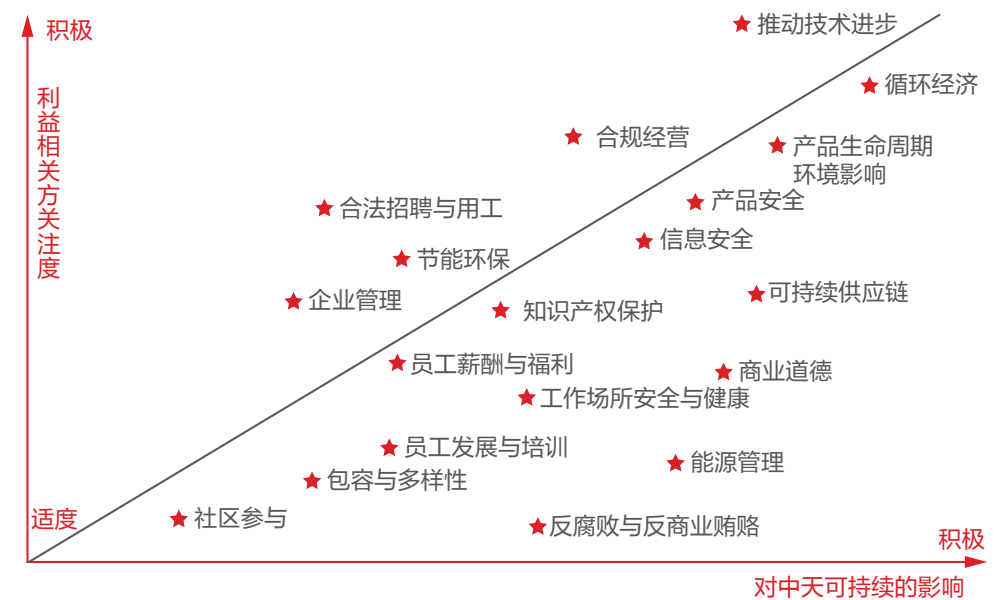 推动技术进步
积极
循环经济
利益相关方关注度
合规经营
产品生命周期
环境影响
产品安全
合法招聘与用工
信息安全
节能环保
可持续供应链
企业管理
知识产权保护
员工薪酬与福利
商业道德
工作场所安全与健康
员工发展与培训
能源管理
包容与多样性
适度
社区参与
反腐败与反商业贿赂
积极
对中天可持续的影响